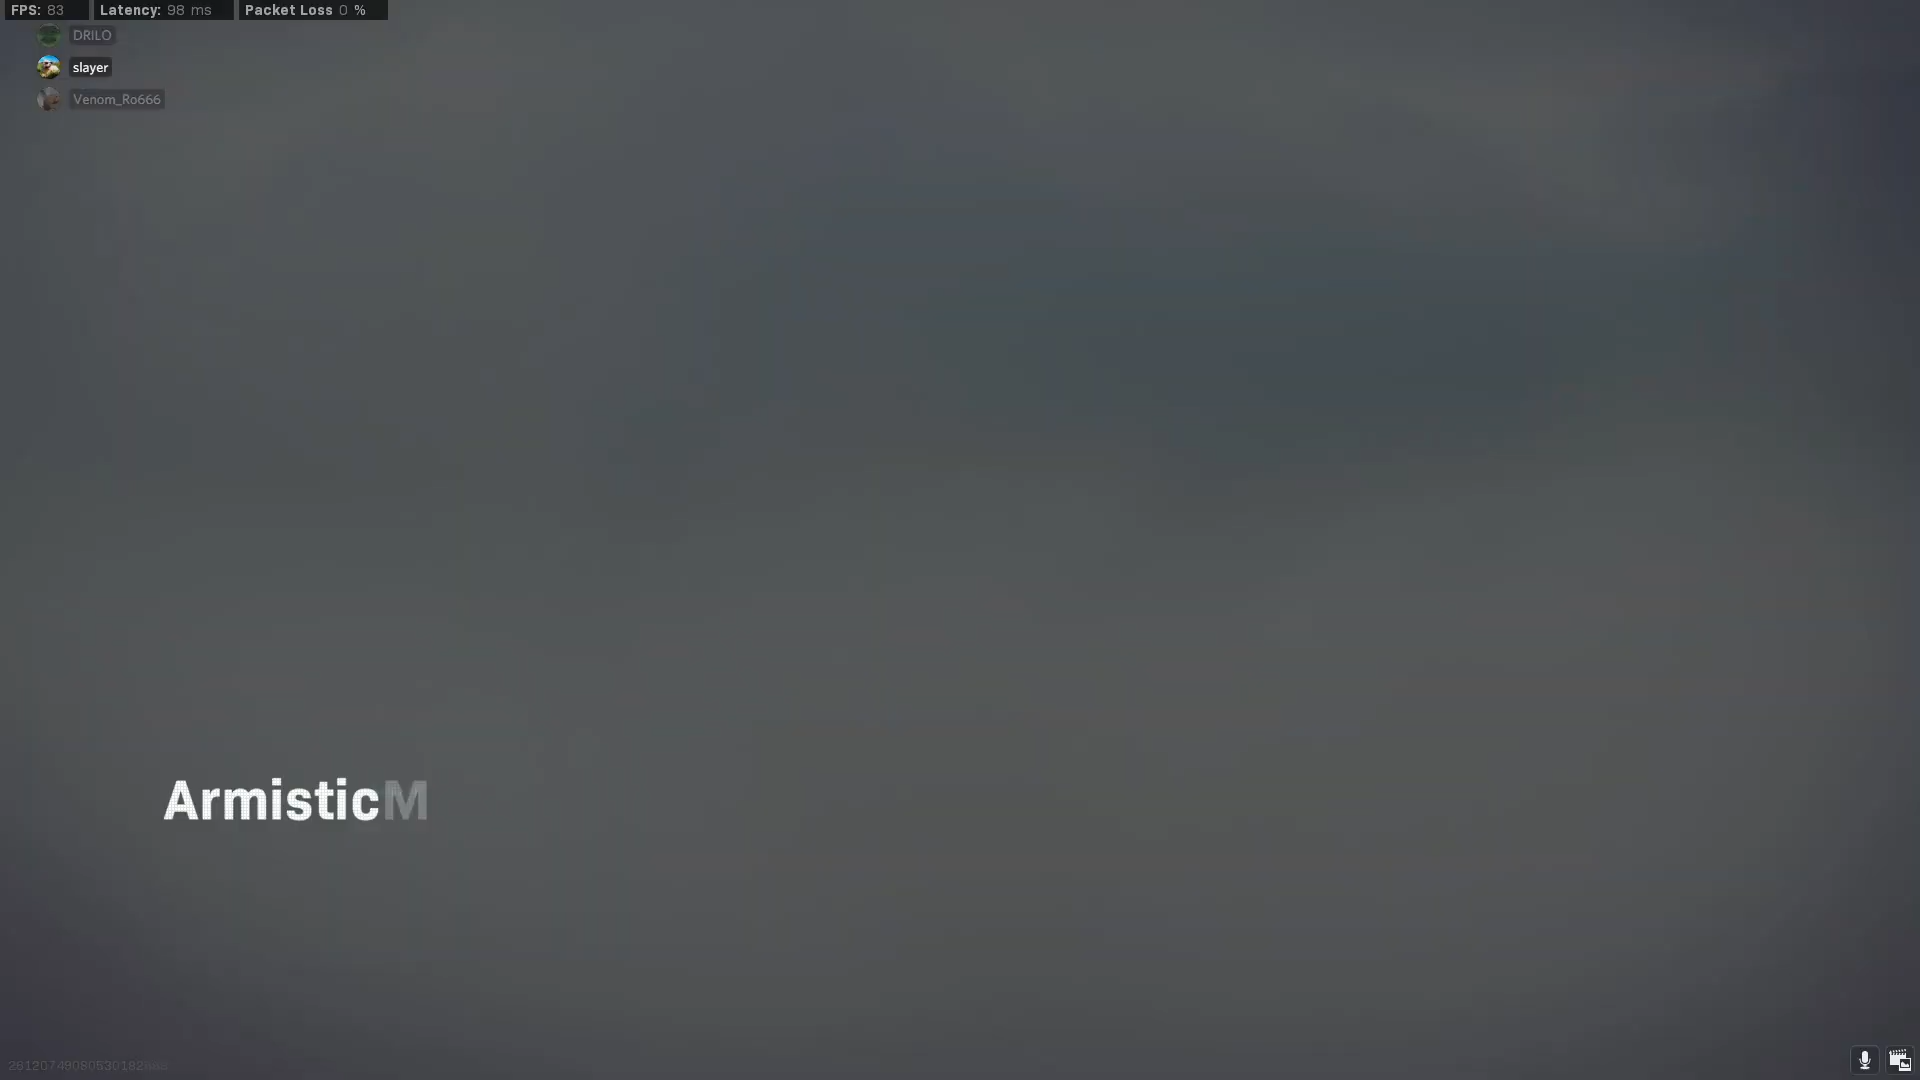 FPS: 83 Latency: 98 ms Packet Loss 0 %
DRILO
slayer
Venom_Ro666
ArmisticM